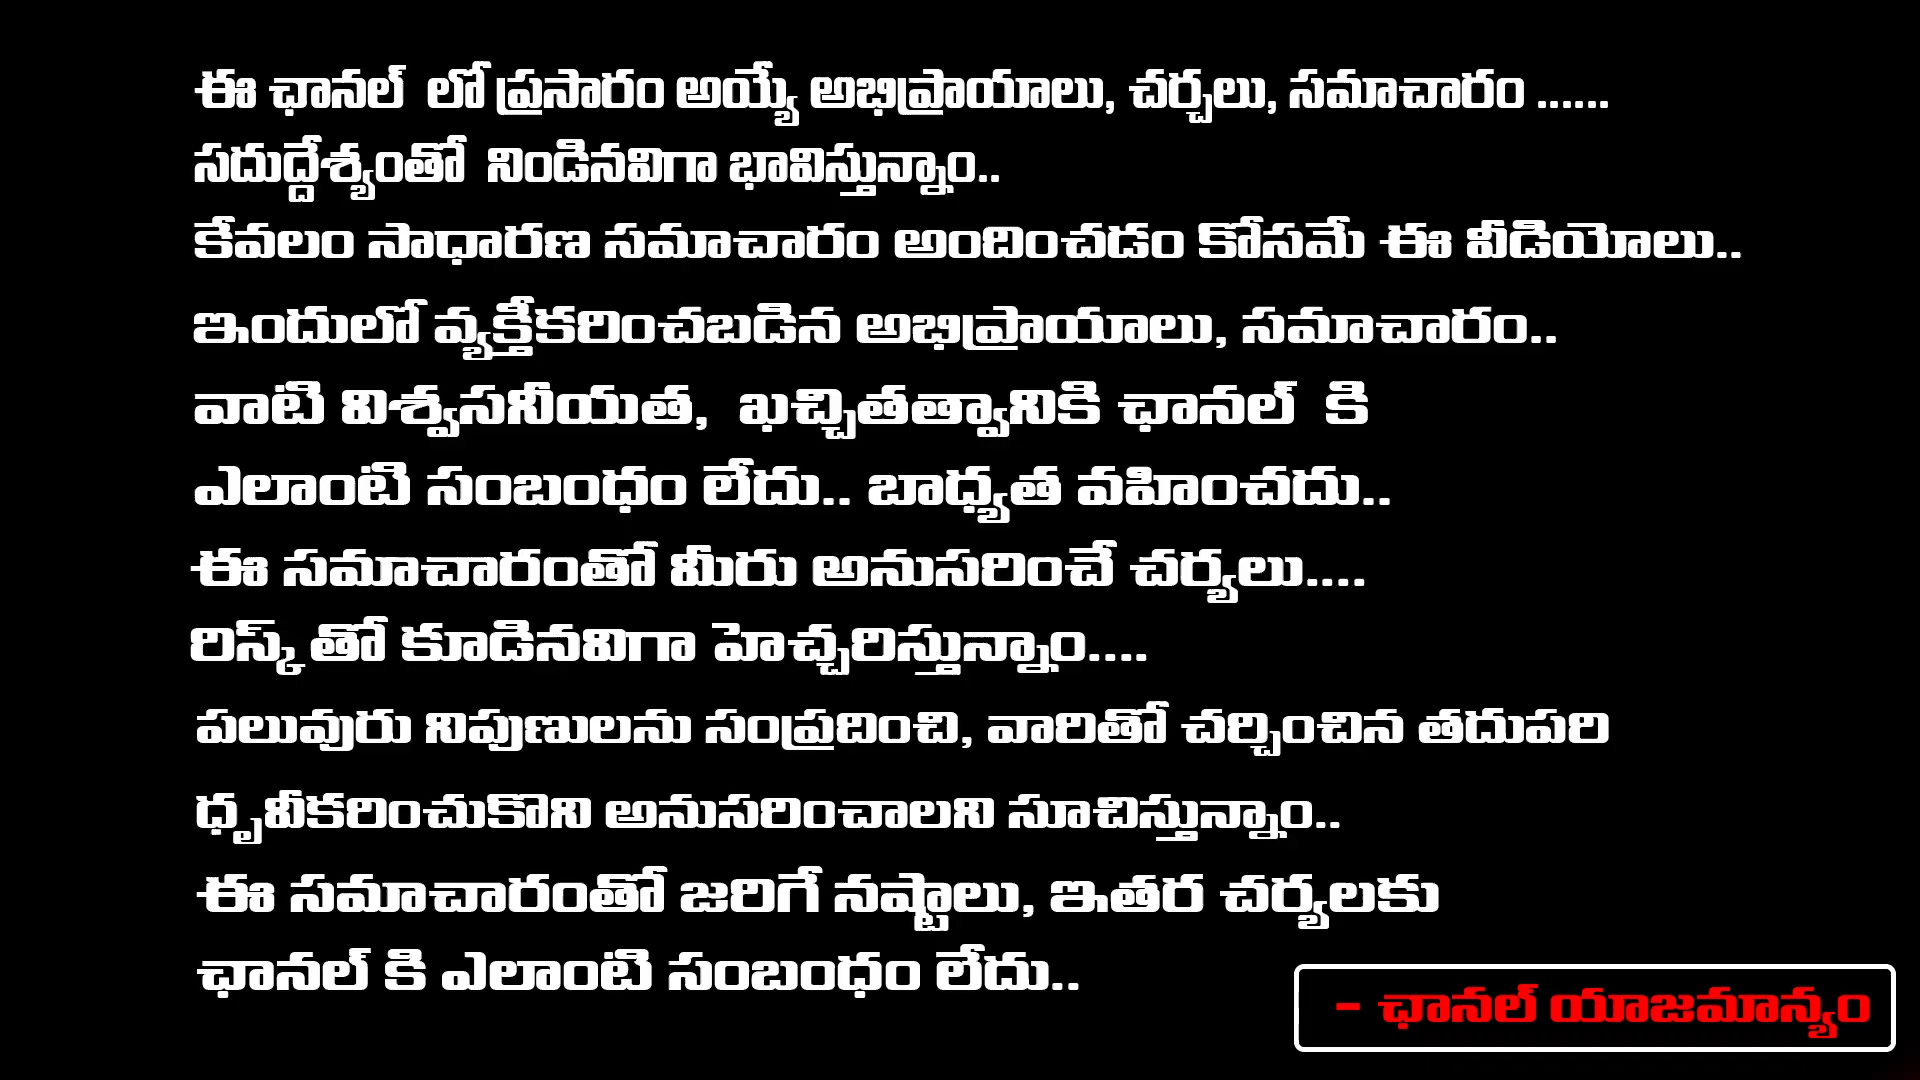 ఈ ఛానల్ లో ప్రసారం అయ్యే అభిప్రాయాలు, చర్చలు, సమాచారం ......
సదుద్దేశ్యంతో నిండినవిగా భావిస్తున్నాం..
కేవలం సాధారణ సమాచారం అందించడం కోసమే ఈ వీడియోలు..
ఇందులో వ్యక్తీకరించబడిన అభిప్రాయాలు, సమాచారం..
వాటి విశ్వసనీయత, ఖచ్చితత్వానికి ఛానల్ కి
ఎలాంటి సంబంధం లేదు.. బాధ్యత వహించదు..
ఈ సమాచారంతో మీరు అనుసరించే చర్యలు....
రిస్క్ తో కూడినవిగా హెచ్చరిస్తున్నాం....
పలువురు నిపుణులను సంప్రదించి, వారితో చర్చించిన తదుపరి
ధృవీకరించుకొని అనుసరించాలని సూచిస్తున్నాం..
ఈ సమాచారంతో జరిగే నష్టాలు, ఇతర చర్యలకు
ఛానల్ కి ఎలాంటి సంబంధం లేదు..
- ఛానల్ యాజమాన్యం